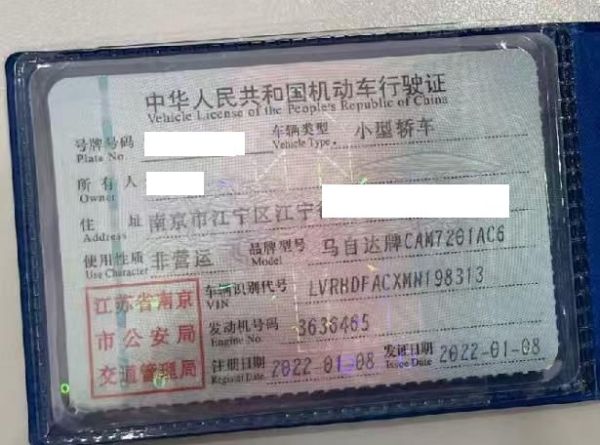 中华人民共和国机动车行驶证
Vehicle License of the People's Republic of China
号牌号码 车辆类型 小型轿车
Plate No. Vehicle Type
所有人
Owner
住址 南京市江宁区江宁
Address
使用性质 非营运 品牌型号 马自达牌CAM7201AC6
Use Character Model
江苏省南京
市公安局
交通管理局
车辆识别代号 LVRHDFACXMN198313
VIN
发动机号码 3636465
Engine No.
注册日期 2022-01-08 发证日期 2022-01-08
Register Date Issue Date